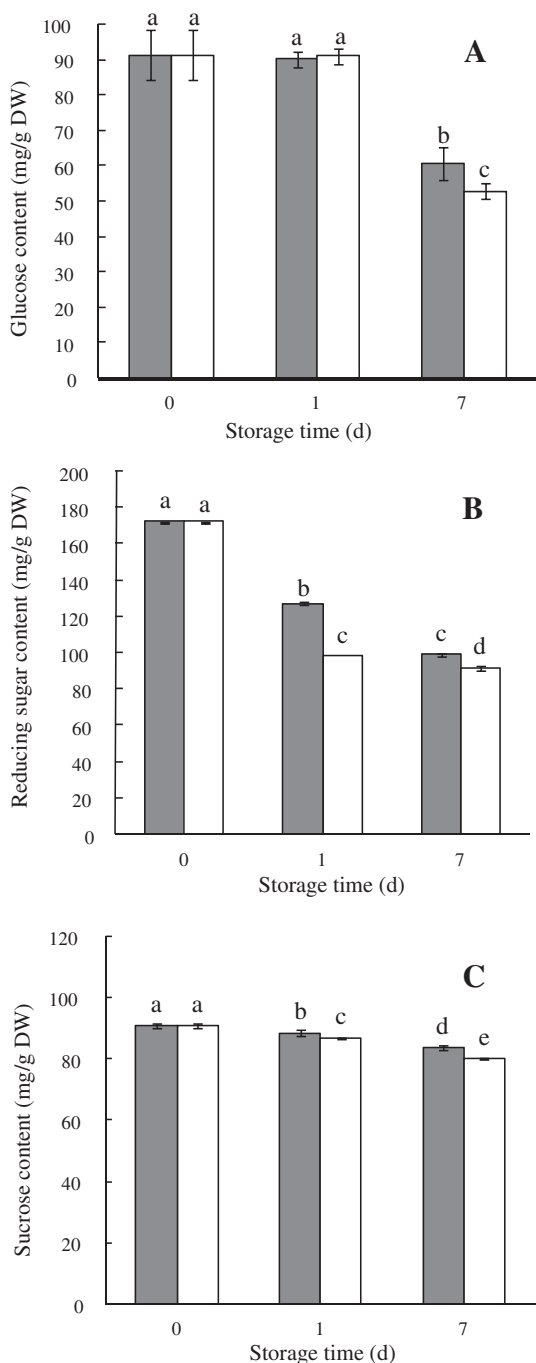 Glucose content (mg/g DW)
100
90
80
70
60
50
40
30
20
10
0
a a
a a
b
c
A
0 1 7
Storage time (d)
Reducing sugar content (mg/g DW)
200
180
160
140
120
100
80
60
40
20
0
a a
b
c
c
d
B
0 1 7
Storage time (d)
Sucrose content (mg/g DW)
120
100
80
60
40
20
0
a a
b c
d e
C
0 1 7
Storage time (d)